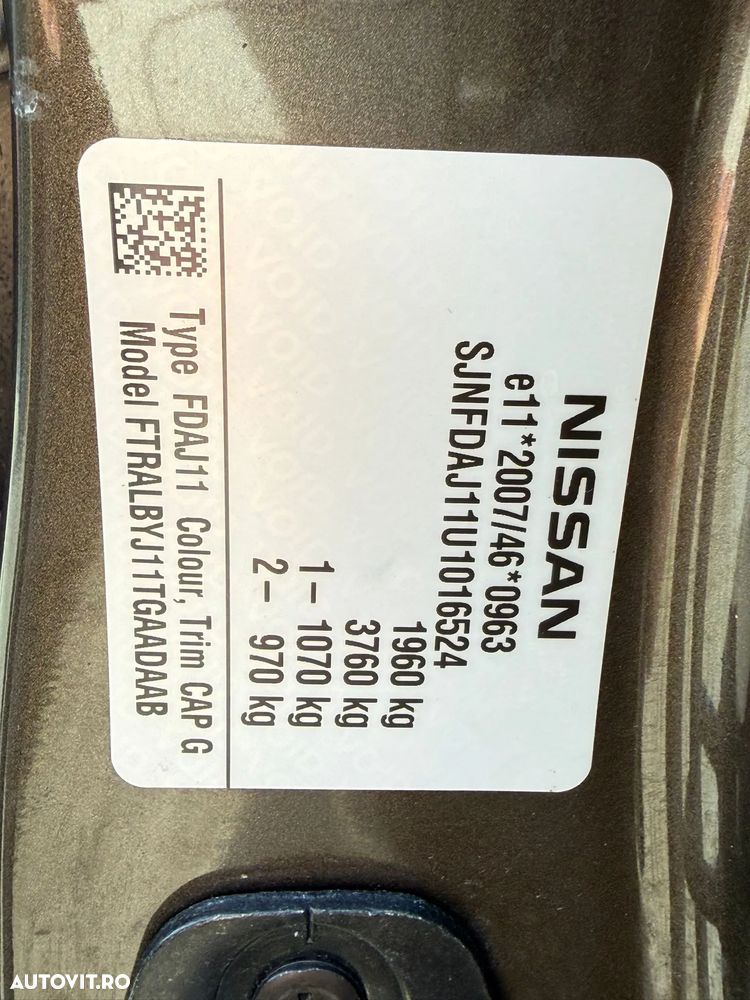 NISSAN
e11*2007/46*0963
SJNFDAJ11U1016524
1960 kg
3760 kg
1– 1070 kg
2– 970 kg
Type FDAJ11 Colour, Trim CAP G
Model FTRALBYJ11TGAADAAB
AUTOVIT.RO